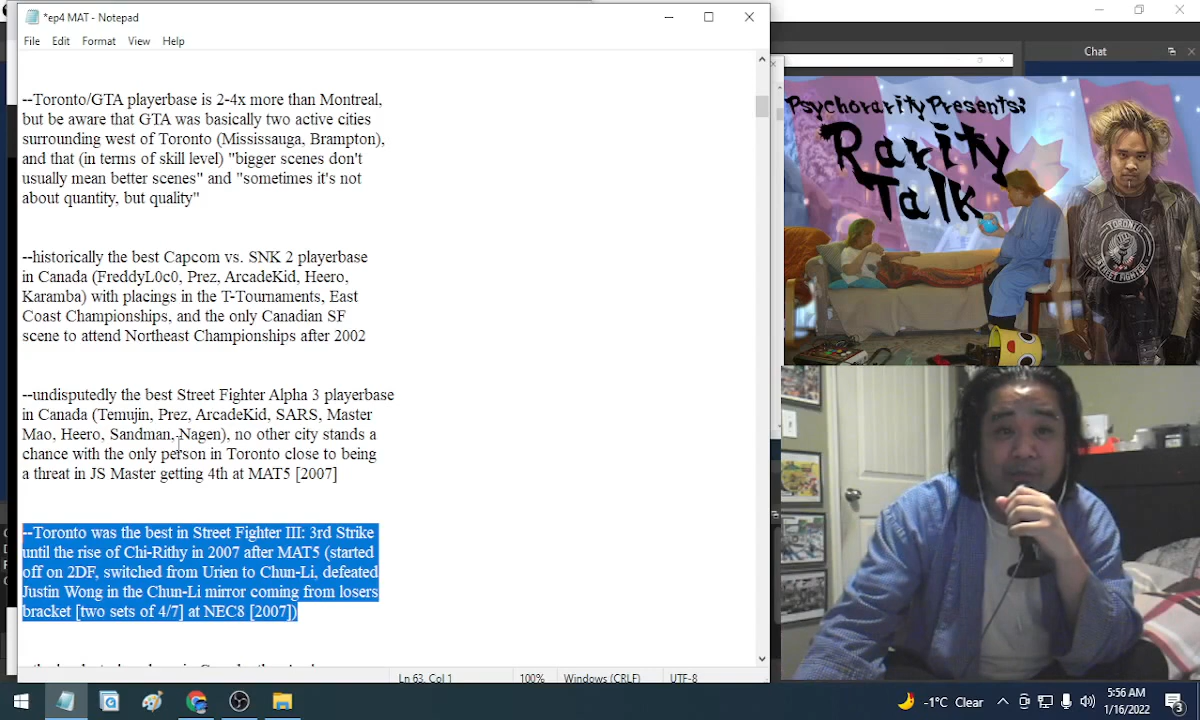 *ep4 MAT - Notepad
File Edit Format View Help
--Toronto/GTA playerbase is 2-4x more than Montreal,
but be aware that GTA was basically two active cities
surrounding west of Toronto (Mississauga, Brampton),
and that (in terms of skill level) "bigger scenes don't
usually mean better scenes" and "sometimes it's not
about quantity, but quality"
--historically the best Capcom vs. SNK 2 playerbase
in Canada (FreddyL0c0, Prez, ArcadeKid, Heero,
Karamba) with placings in the T-Tournaments, East
Coast Championships, and the only Canadian SF
scene to attend Northeast Championships after 2002
--undisputedly the best Street Fighter Alpha 3 playerbase
in Canada (Temujin, Prez, ArcadeKid, SARS, Master
Mao, Heero, Sandman, Nagen), no other city stands a
chance with the only person in Toronto close to being
a threat in JS Master getting 4th at MAT5 [2007]
--Toronto was the best in Street Fighter III: 3rd Strike
until the rise of Chi-Rithy in 2007 after MAT5 (started
off on 2DF, switched from Urien to Chun-Li, defeated
Justin Wong in the Chun-Li mirror coming from losers
bracket [two sets of 4/7] at NEC8 [2007])
Ln 63, Col 1 100% Windows (CRLF) UTF-8
Chat
PsychorarityPresents:
Rarity
Talk
TORONTO
STREET FIGHTER
-1°C Clear
5:56 AM
1/16/2022
3